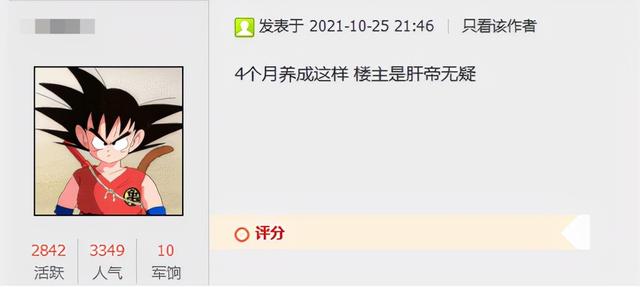 发表于 2021-10-25 21:46 | 只看该作者
4个月养成这样 楼主是肝帝无疑
评分
2842 3349 10
活跃 人气 军饷